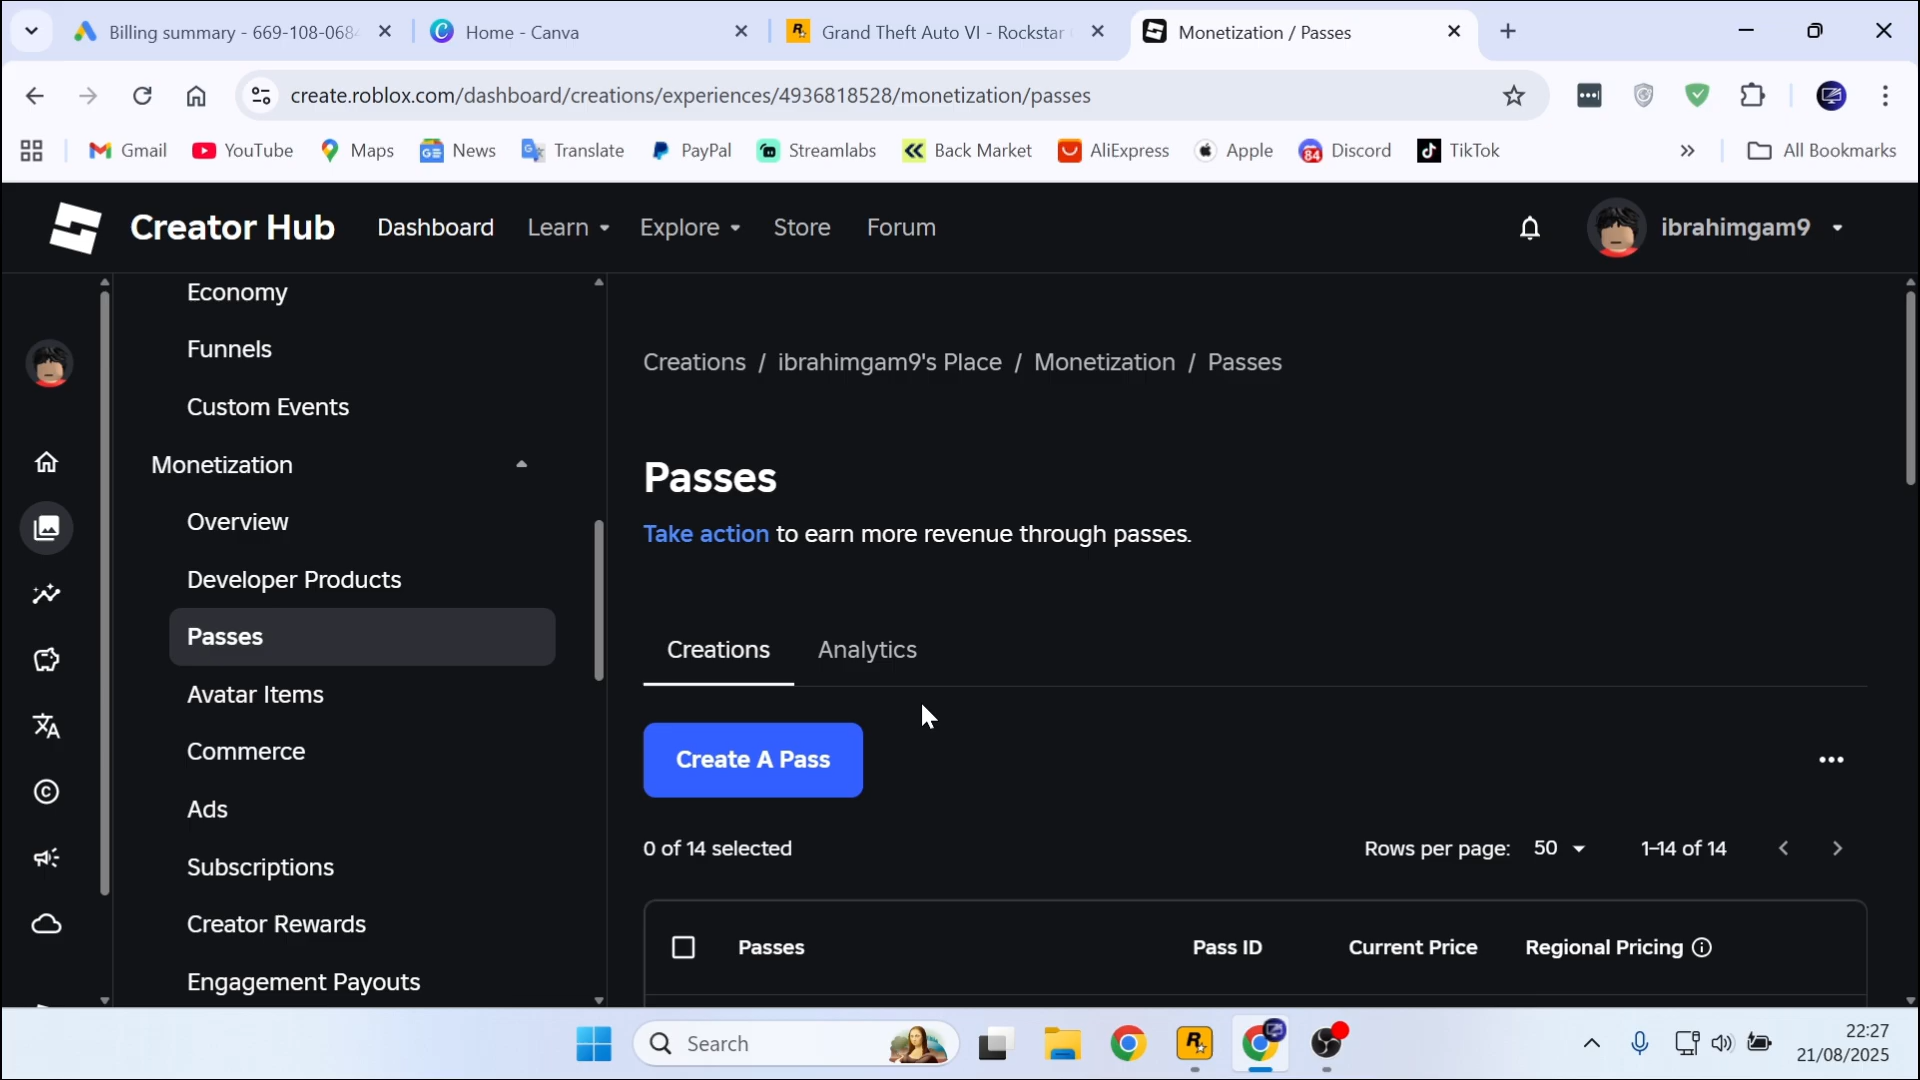 Billing summary - 669-108-068
Home - Canva
Grand Theft Auto VI - Rockstar
Monetization / Passes
create.roblox.com/dashboard/creations/experiences/4936818528/monetization/passes
Gmail
YouTube
Maps
News
Translate
PayPal
Streamlabs
Back Market
AliExpress
Apple
84
Discord
TikTok
All Bookmarks
Creator Hub
Dashboard
Learn
Explore
Store
Forum
ibrahimgam9
Economy
Funnels
Custom Events
Monetization
Overview
Developer Products
Passes
Avatar Items
Commerce
Ads
Subscriptions
Creator Rewards
Engagement Payouts
Creations / ibrahimgam9's Place / Monetization / Passes
Passes
Take action to earn more revenue through passes.
Creations
Analytics
Create A Pass
0 of 14 selected
Rows per page: 50
1–14 of 14
Passes
Pass ID
Current Price
Regional Pricing
Search
22:27
21/08/2025